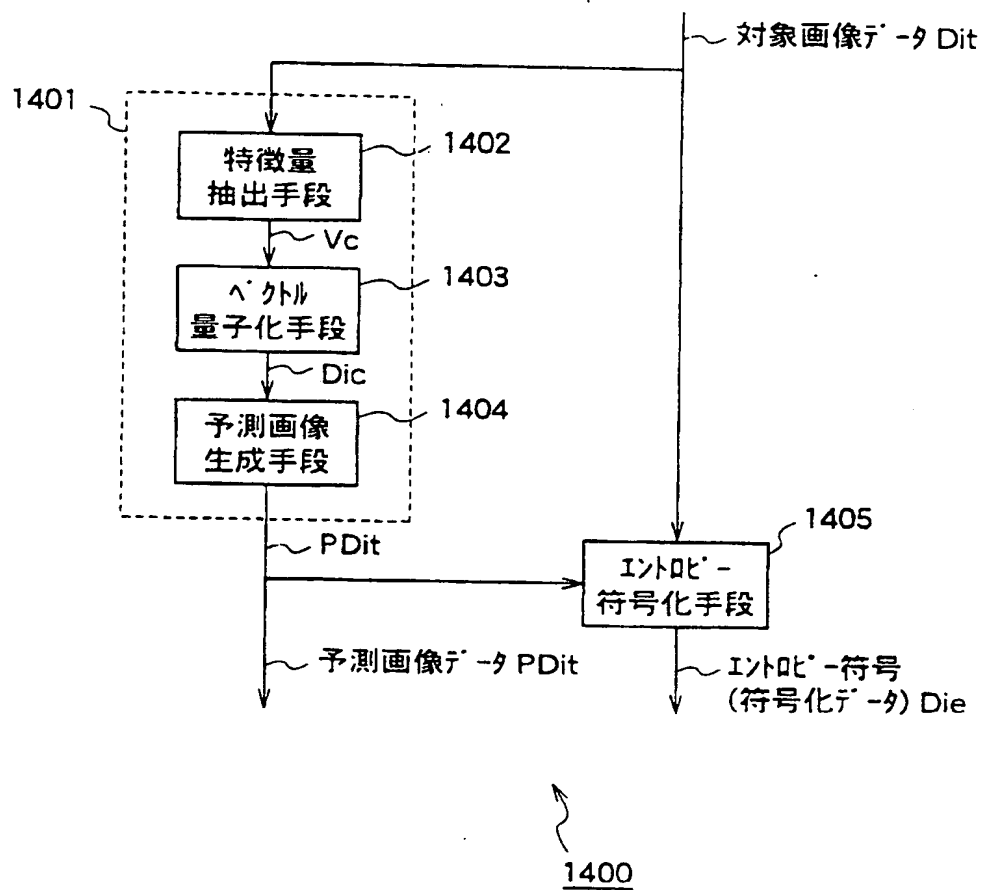 対象画像データ Dit
1401
1402
特徴量
抽出手段
Vc
1403
ベクトル
量子化手段
Dic
1404
予測画像
生成手段
PDit
1405
エントロピー
符号化手段
予測画像データ PDit
エントロピー符号
(符号化データ) Die
1400